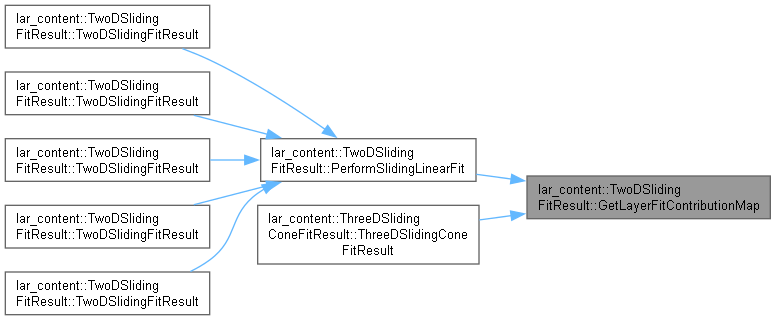 lar_content::TwoDSliding
FitResult::TwoDSlidingFitResult
lar_content::TwoDSliding
FitResult::TwoDSlidingFitResult
lar_content::TwoDSliding
FitResult::TwoDSlidingFitResult
lar_content::TwoDSliding
FitResult::TwoDSlidingFitResult
lar_content::TwoDSliding
FitResult::TwoDSlidingFitResult
lar_content::TwoDSliding
FitResult::PerformSlidingLinearFit
lar_content::ThreeDSliding
ConeFitResult::ThreeDSlidingCone
FitResult
lar_content::TwoDSliding
FitResult::GetLayerFitContributionMap